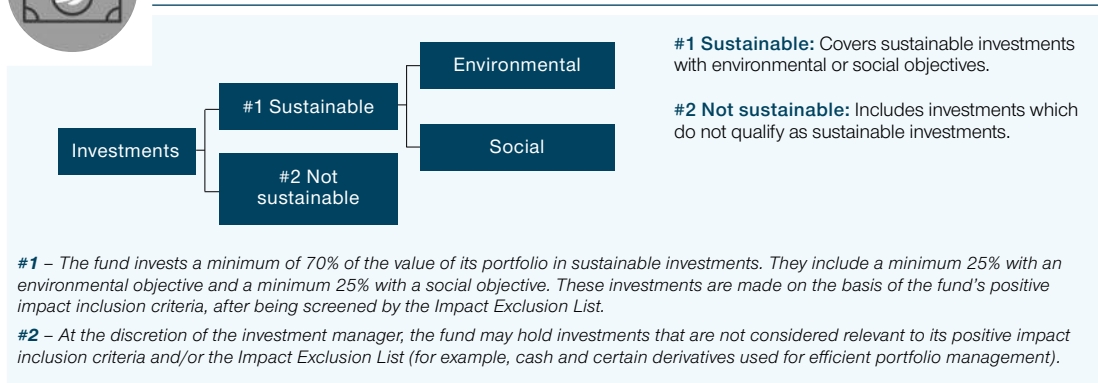 Investments
#1 Sustainable
#2 Not
sustainable
Environmental
Social
#1 Sustainable: Covers sustainable investments
with environmental or social objectives.
#2 Not sustainable: Includes investments which
do not qualify as sustainable investments.
#1 – The fund invests a minimum of 70% of the value of its portfolio in sustainable investments. They include a minimum 25% with an
environmental objective and a minimum 25% with a social objective. These investments are made on the basis of the fund's positive
impact inclusion criteria, after being screened by the Impact Exclusion List.
#2 – At the discretion of the investment manager, the fund may hold investments that are not considered relevant to its positive impact
inclusion criteria and/or the Impact Exclusion List (for example, cash and certain derivatives used for efficient portfolio management).